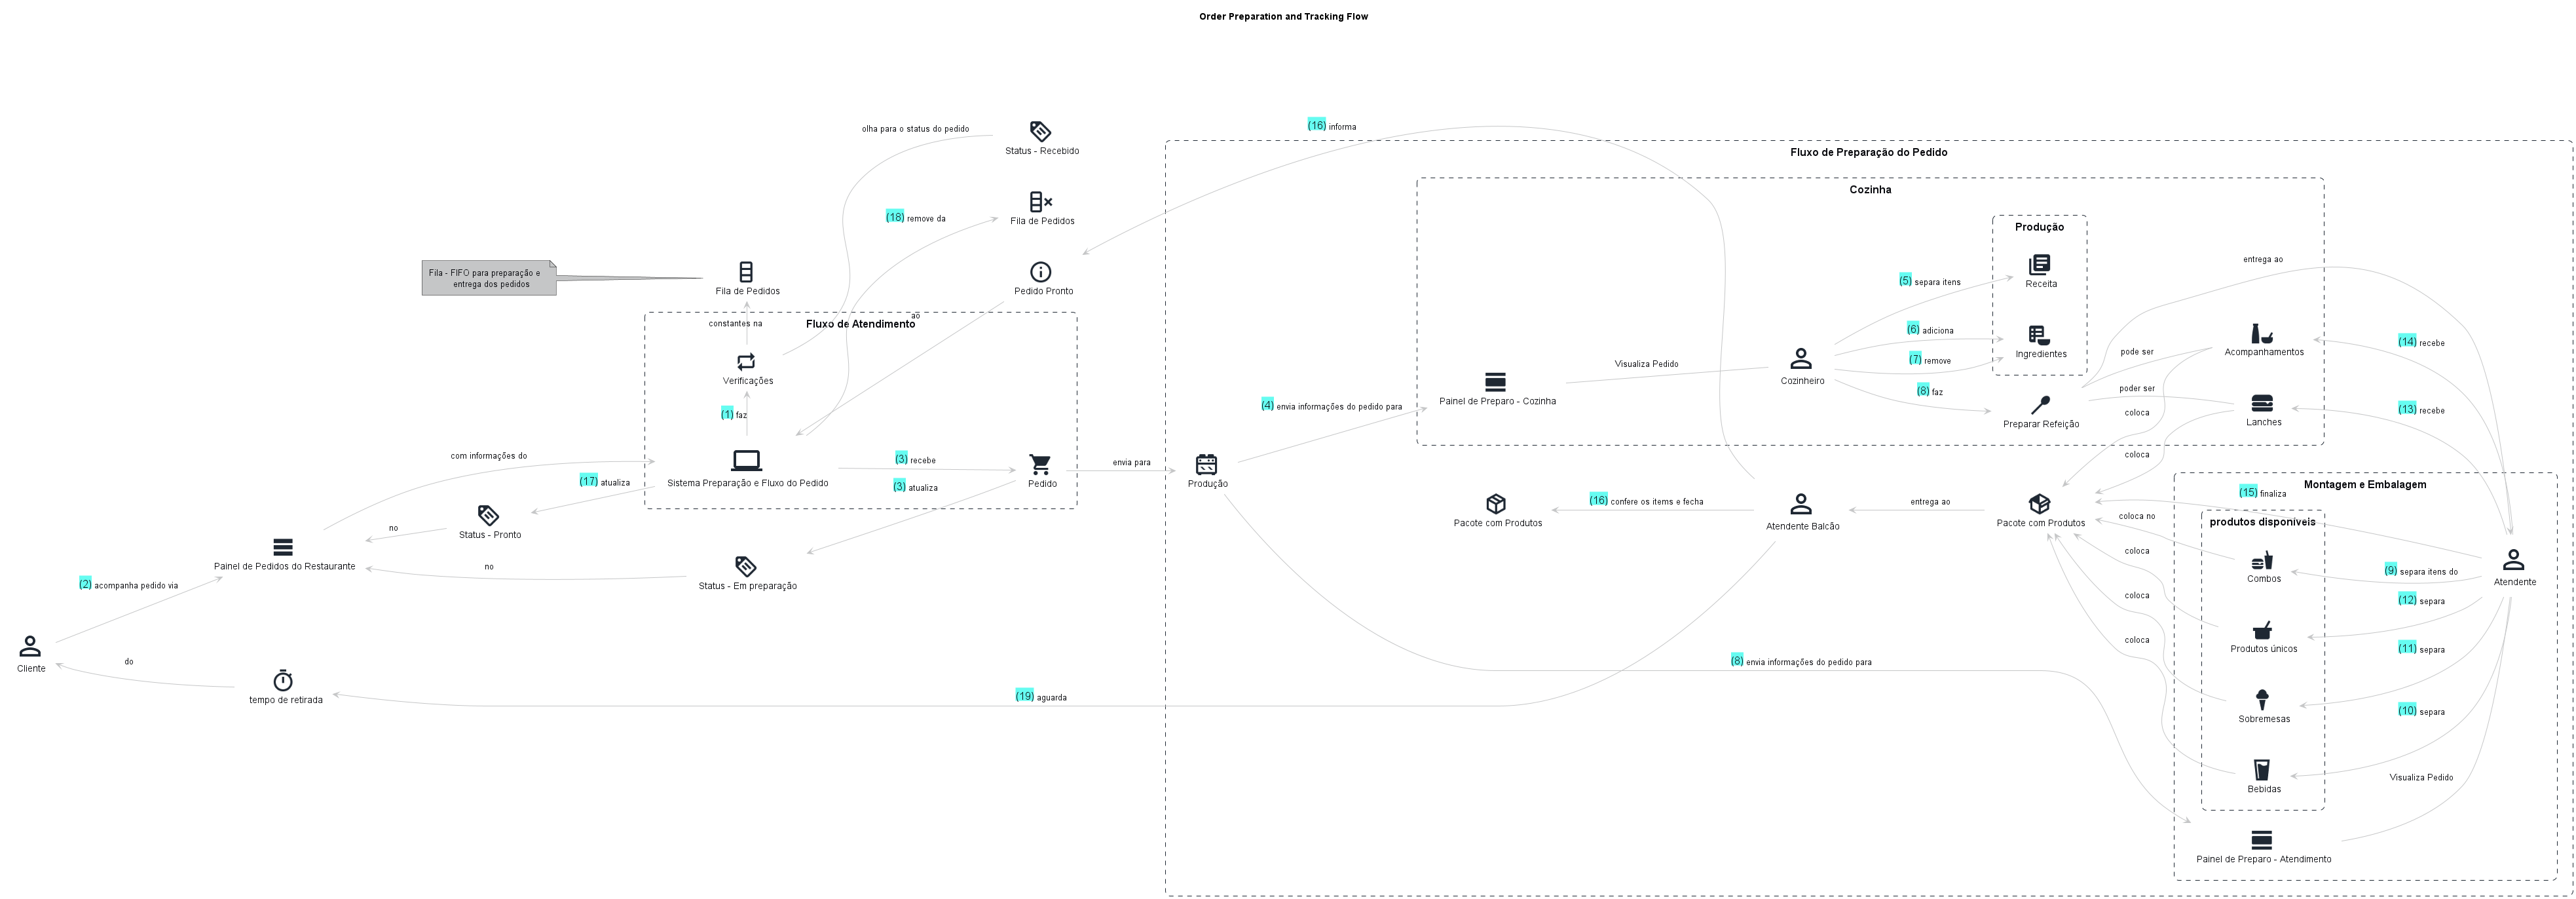 Order Preparation and Tracking Flow
(16) informa
olha para o status do pedido
Status - Recebido
Fluxo de Preparação do Pedido
Cozinha
(18) remove da
Fila de Pedidos
Produção
entrega ao
Fila - FIFO para preparação e
entrega dos pedidos
Fila de Pedidos
Pedido Pronto
(5) separa itens
Receita
ao
constantes na
Fluxo de Atendimento
(6) adiciona
(7) remove
Ingredientes
pode ser
Acompanhamentos
(14) recebe
Verificações
Visualiza Pedido
Cozinheiro
Painel de Preparo - Cozinha
(8) faz
poder ser
(1) faz
(4) envia informações do pedido para
Preparar Refeição
coloca
Lanches
(13) recebe
com informações do
(3) recebe
envia para
coloca
Sistema Preparação e Fluxo do Pedido
(17) atualiza
(3) atualiza
Pedido
Produção
Montagem e Embalagem
(15) finaliza
(16) confere os items e fecha
entrega ao
Pacote com Produtos
Atendente Balcão
Pacote com Produtos
coloca no
produtos disponíveis
no
Status - Pronto
Painel de Pedidos do Restaurante
no
Status - Em preparação
coloca
Combos
(9) separa itens do
Atendente
(2) acompanha pedido via
coloca
(12) separa
coloca
Produtos únicos
(11) separa
Cliente
do
(8) envia informações do pedido para
tempo de retirada
(19) aguarda
Sobremesas
(10) separa
Visualiza Pedido
Bebidas
Painel de Preparo - Atendimento